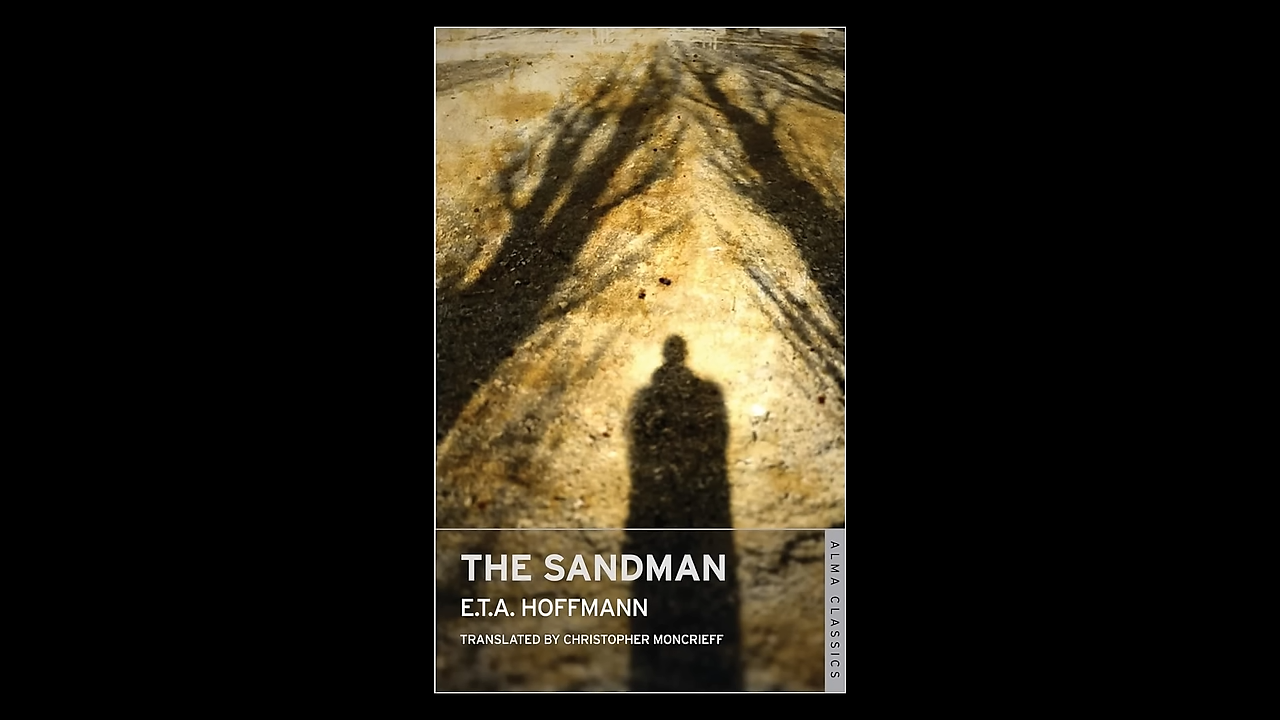 THE SANDMAN
E.T.A. HOFFMANN
TRANSLATED BY CHRISTOPHER MONCRIEFF
ALMA CLASSICS